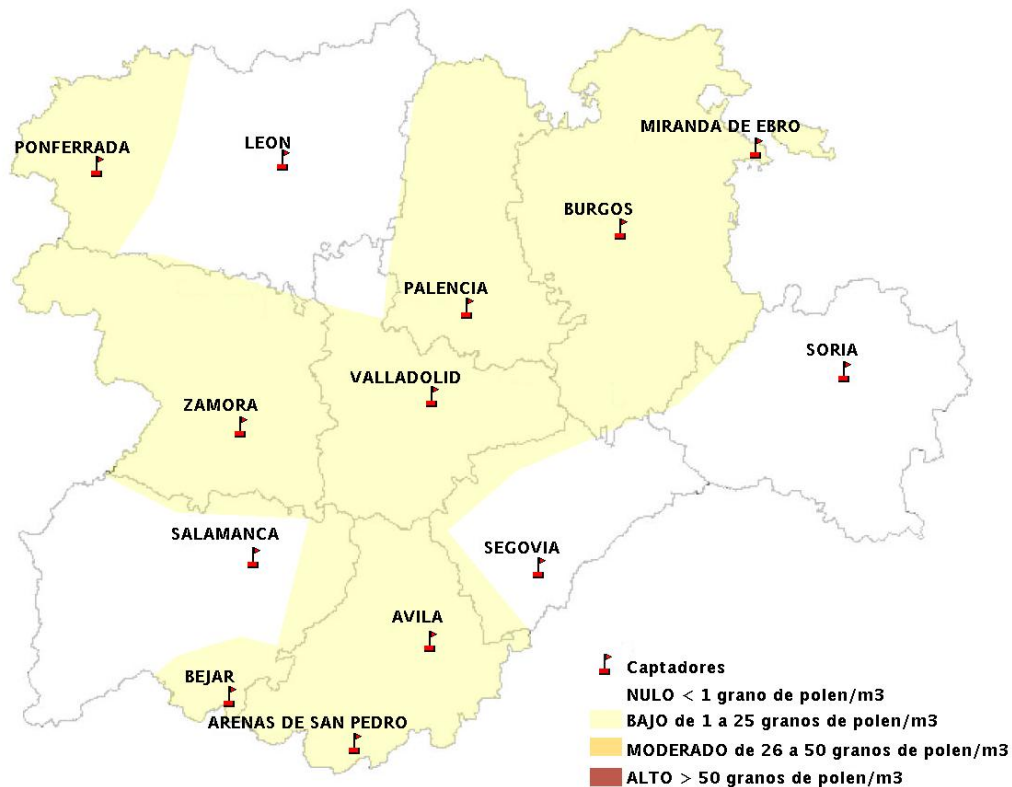 MIRANDA DE EBRO
PONFERRADA
LEON
BURGOS
PALENCIA
SORIA
VALLADOLID
ZAMORA
SALAMANCA
SEGOVIA
AVILA
BEJAR
ARENAS DE SAN PEDRO
Captadores
NULO < 1 grano de polen/m3
BAJO de 1 a 25 granos de polen/m3
MODERADO de 26 a 50 granos de polen/m3
ALTO > 50 granos de polen/m3